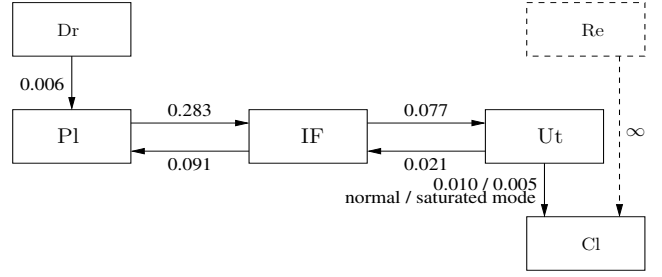 Dr
Re
0.006
Pl
0.283
IF
0.077
Ut
∞
0.091
0.021
0.010 / 0.005
normal / saturated mode
Cl